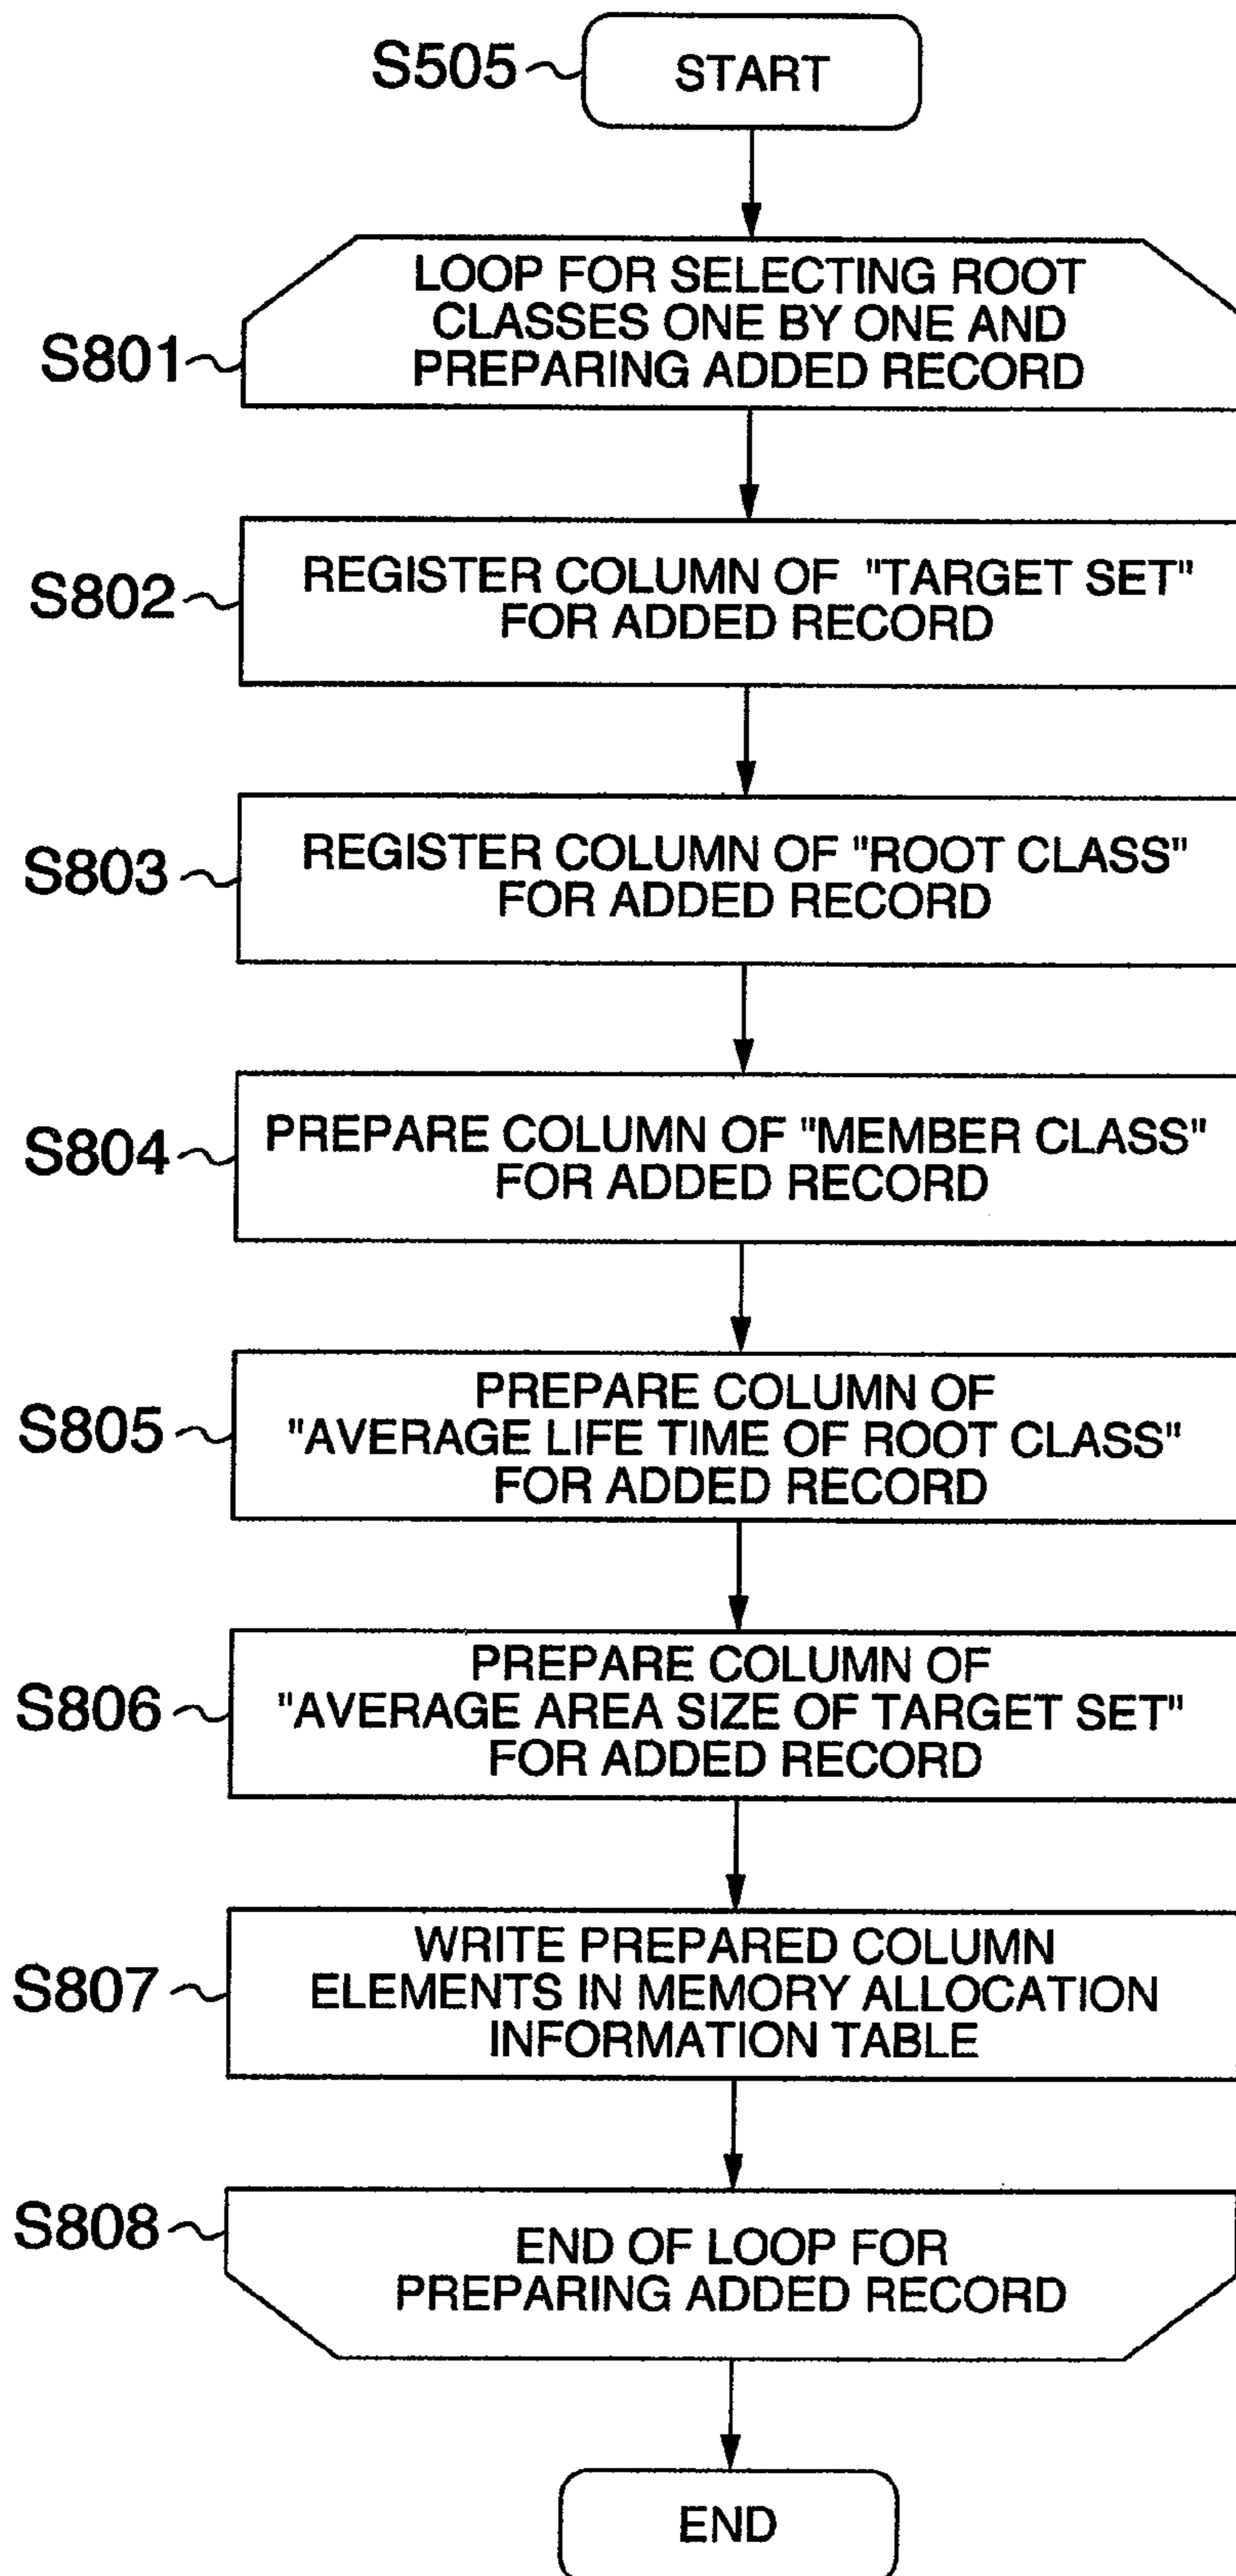 S505
START
S801
LOOP FOR SELECTING ROOT
CLASSES ONE BY ONE AND
PREPARING ADDED RECORD
S802
REGISTER COLUMN OF "TARGET SET"
FOR ADDED RECORD
S803
REGISTER COLUMN OF "ROOT CLASS"
FOR ADDED RECORD
S804
PREPARE COLUMN OF "MEMBER CLASS"
FOR ADDED RECORD
S805
PREPARE COLUMN OF
"AVERAGE LIFE TIME OF ROOT CLASS"
FOR ADDED RECORD
S806
PREPARE COLUMN OF
"AVERAGE AREA SIZE OF TARGET SET"
FOR ADDED RECORD
S807
WRITE PREPARED COLUMN
ELEMENTS IN MEMORY ALLOCATION
INFORMATION TABLE
S808
END OF LOOP FOR
PREPARING ADDED RECORD
END